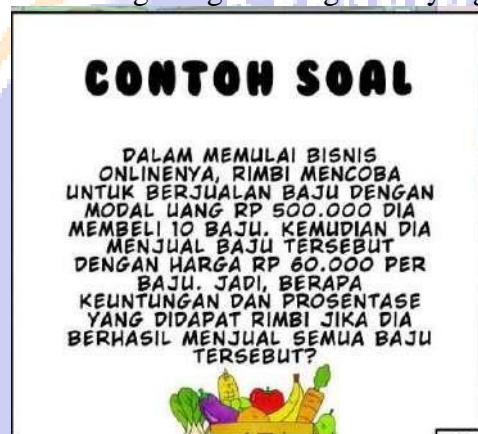 CONTOH SOAL
DALAM MEMULAI BISNIS
ONLINENYA, RIMBI MENCOBA
UNTUK BERJUALAN BAJU DENGAN
MODAL UANG RP 500.000 DIA
MEMBELI 10 BAJU. KEMUDIAN DIA
MENJUAL BAJU TERSEBUT
DENGAN HARGA RP 60.000 PER
BAJU. JADI, BERAPA
KEUNTUNGAN DAN PROSENTASE
YANG DIDAPAT RIMBI JIKA DIA
BERHASIL MENJUAL SEMUA BAJU
TERSEBUT?